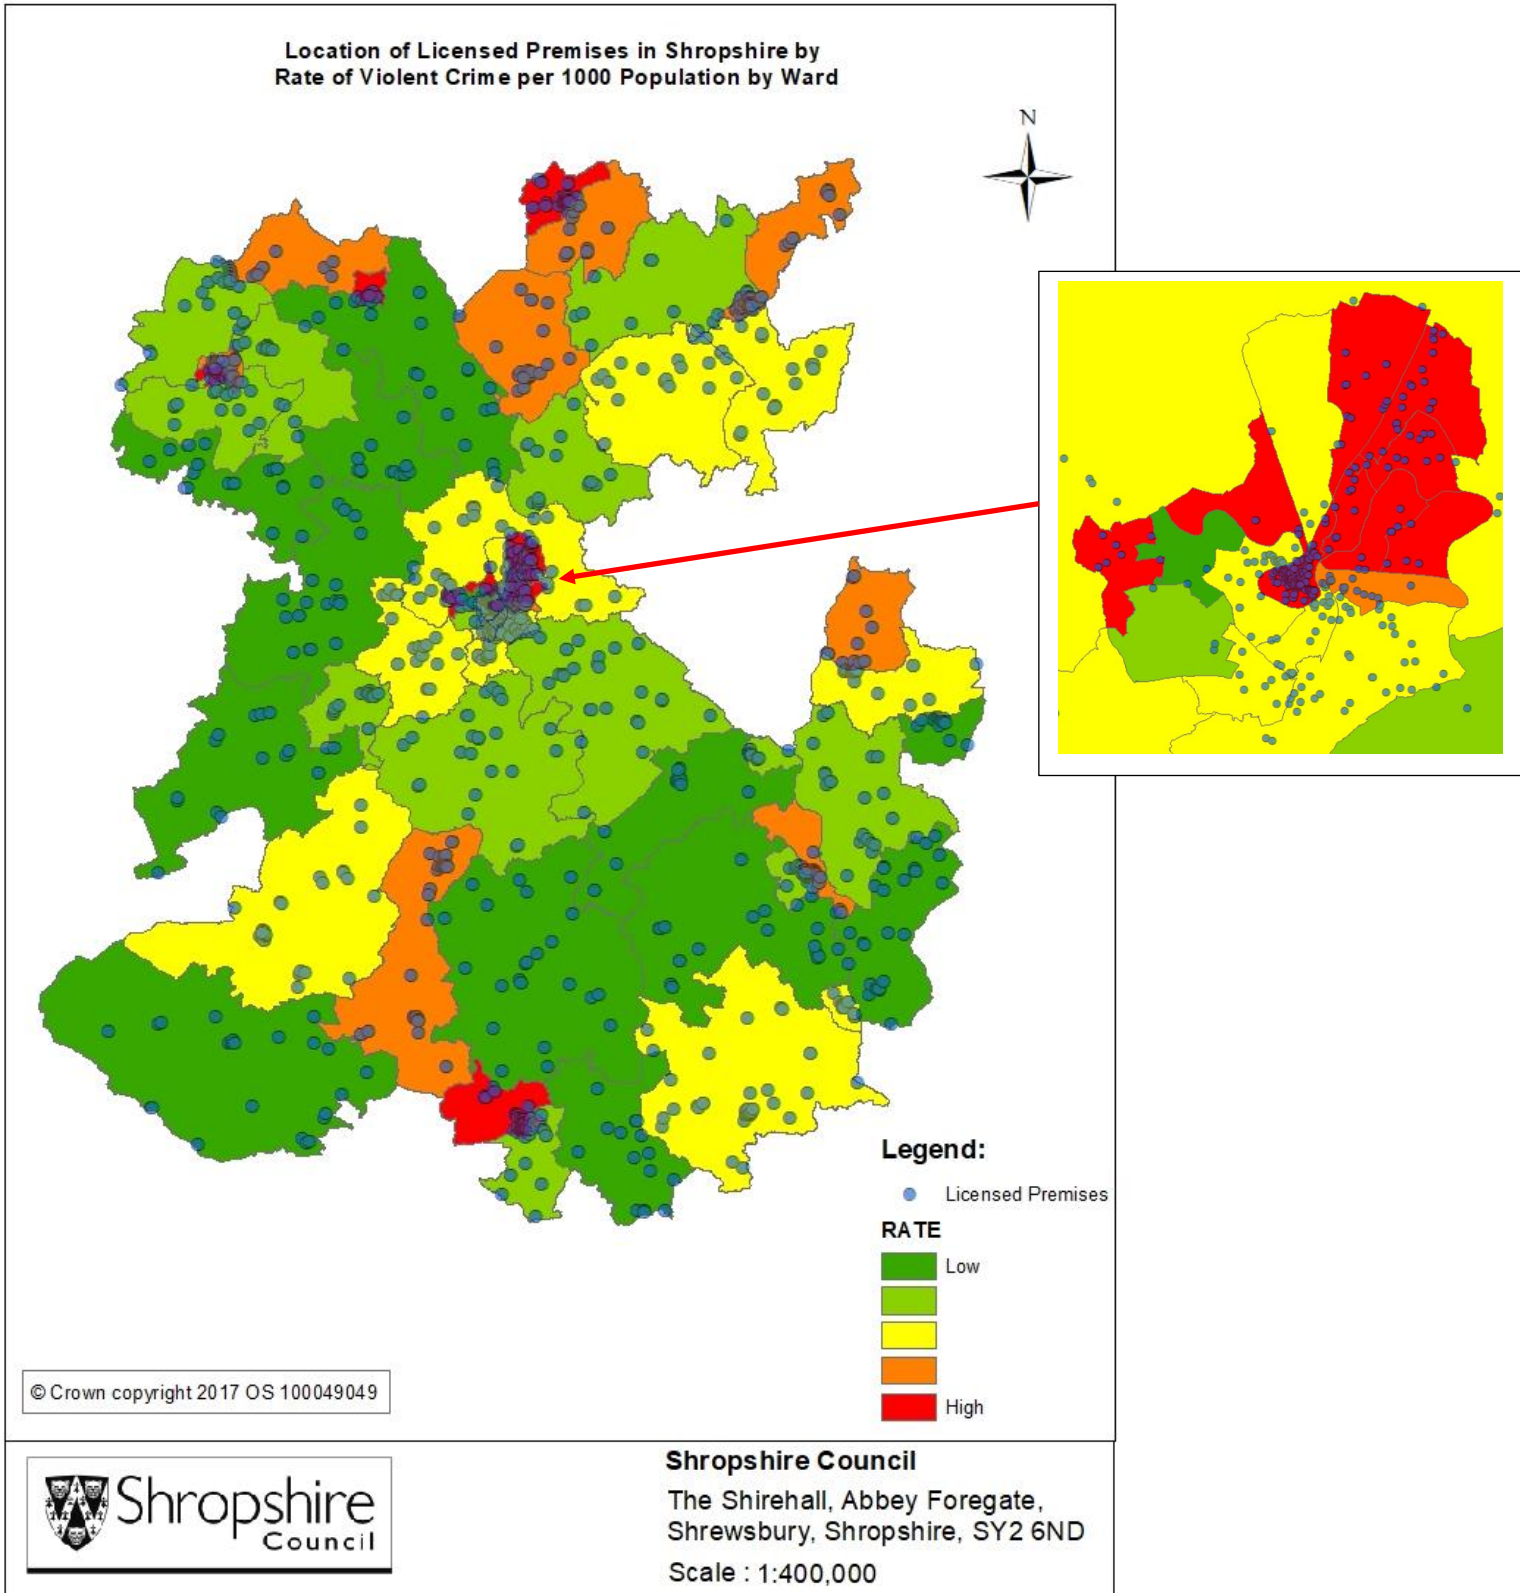 Location of Licensed Premises in Shropshire by
Rate of Violent Crime per 1000 Population by Ward
N
Legend:
Licensed Premises
RATE
Low
High
© Crown copyright 2017 OS 100049049
Shropshire
Council
Shropshire Council
The Shirehall, Abbey Foregate,
Shrewsbury, Shropshire, SY2 6ND
Scale : 1:400,000